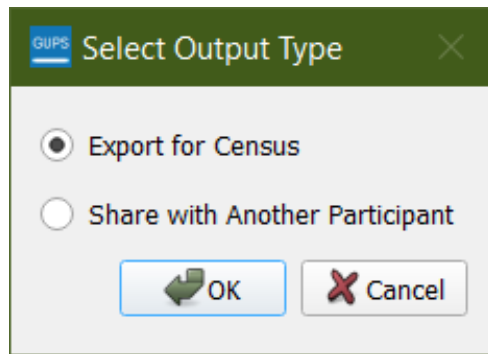 GUPS Select Output Type
Export for Census
Share with Another Participant
OK Cancel